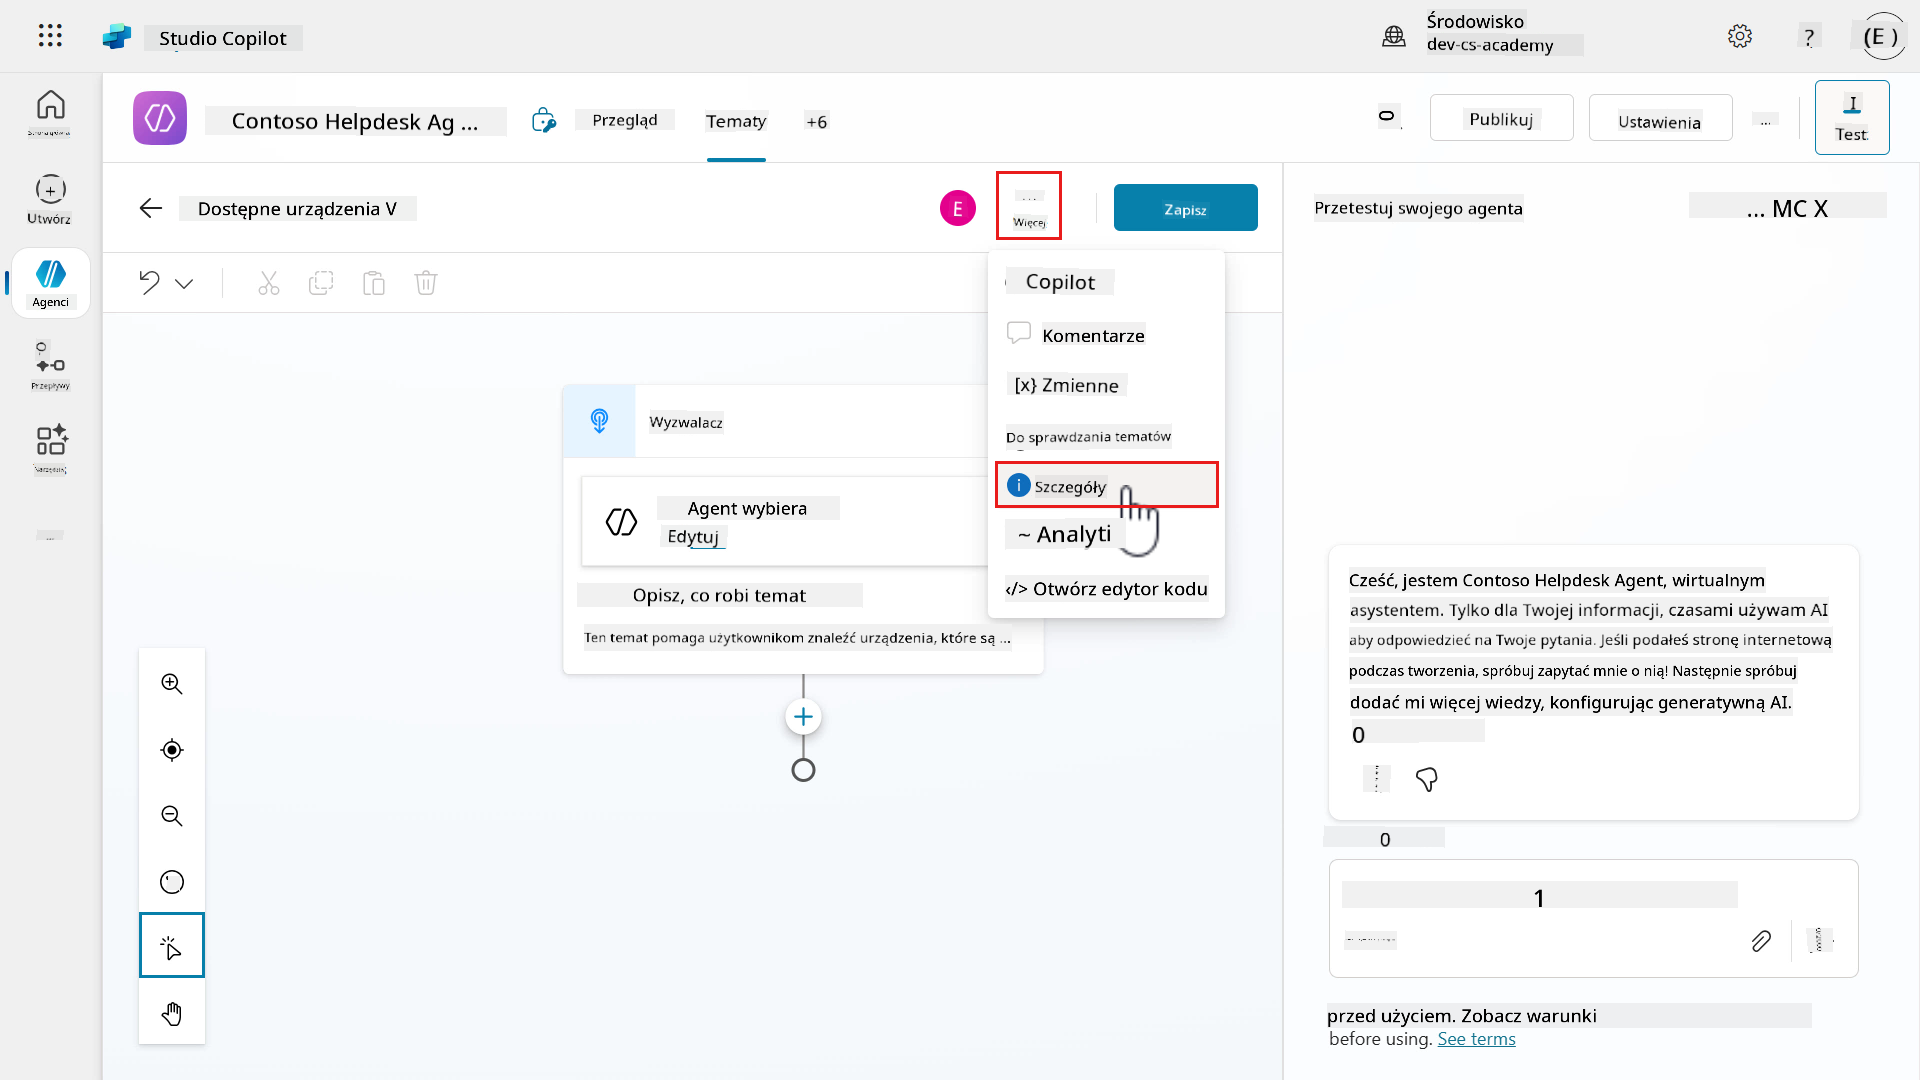 Studio Copilot
Środowisko
dev-cs-academy
?
(E )
Contoso Helpdesk Ag ...
Przegląd
Tematy
+6
Publikuj
Ustawienia
...
Test
Utwórz
Agenci
Przepływy
Dostępne urządzenia V
E
Więcej
Zapisz
Przetestuj swojego agenta
... MC X
Copilot
Komentarze
[x} Zmienne
Do sprawdzania tematów
Szczegóły
~ Analyti
</> Otwórz edytor kodu
Wyzwalacz
Agent wybiera
Edytuj
Opisz, co robi temat
Ten temat pomaga użytkownikom znaleźć urządzenia, które są ...
Cześć, jestem Contoso Helpdesk Agent, wirtualnym
asystentem. Tylko dla Twojej informacji, czasami używam AI
aby odpowiedzieć na Twoje pytania. Jeśli podałeś stronę internetową
podczas tworzenia, spróbuj zapytać mnie o nią! Następnie spróbuj
dodać mi więcej wiedzy, konfigurując generatywną AI.
0
0
1
przed użyciem. Zobacz warunki
before using. See terms